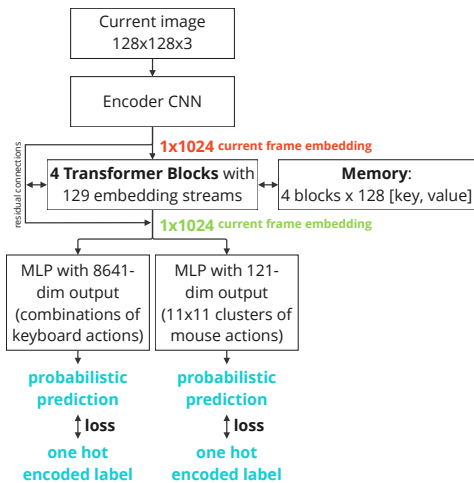 Current image
128x128x3
Encoder CNN
1x1024 current frame embedding
residual connections
4 Transformer Blocks with
129 embedding streams
Memory:
4 blocks x 128 [key, value]
1x1024 current frame embedding
MLP with 8641-
dim output
(combinations of
keyboard actions)
MLP with 121-
dim output
(11x11 clusters of
mouse actions)
probabilistic
prediction
loss
one hot
encoded label
probabilistic
prediction
loss
one hot
encoded label